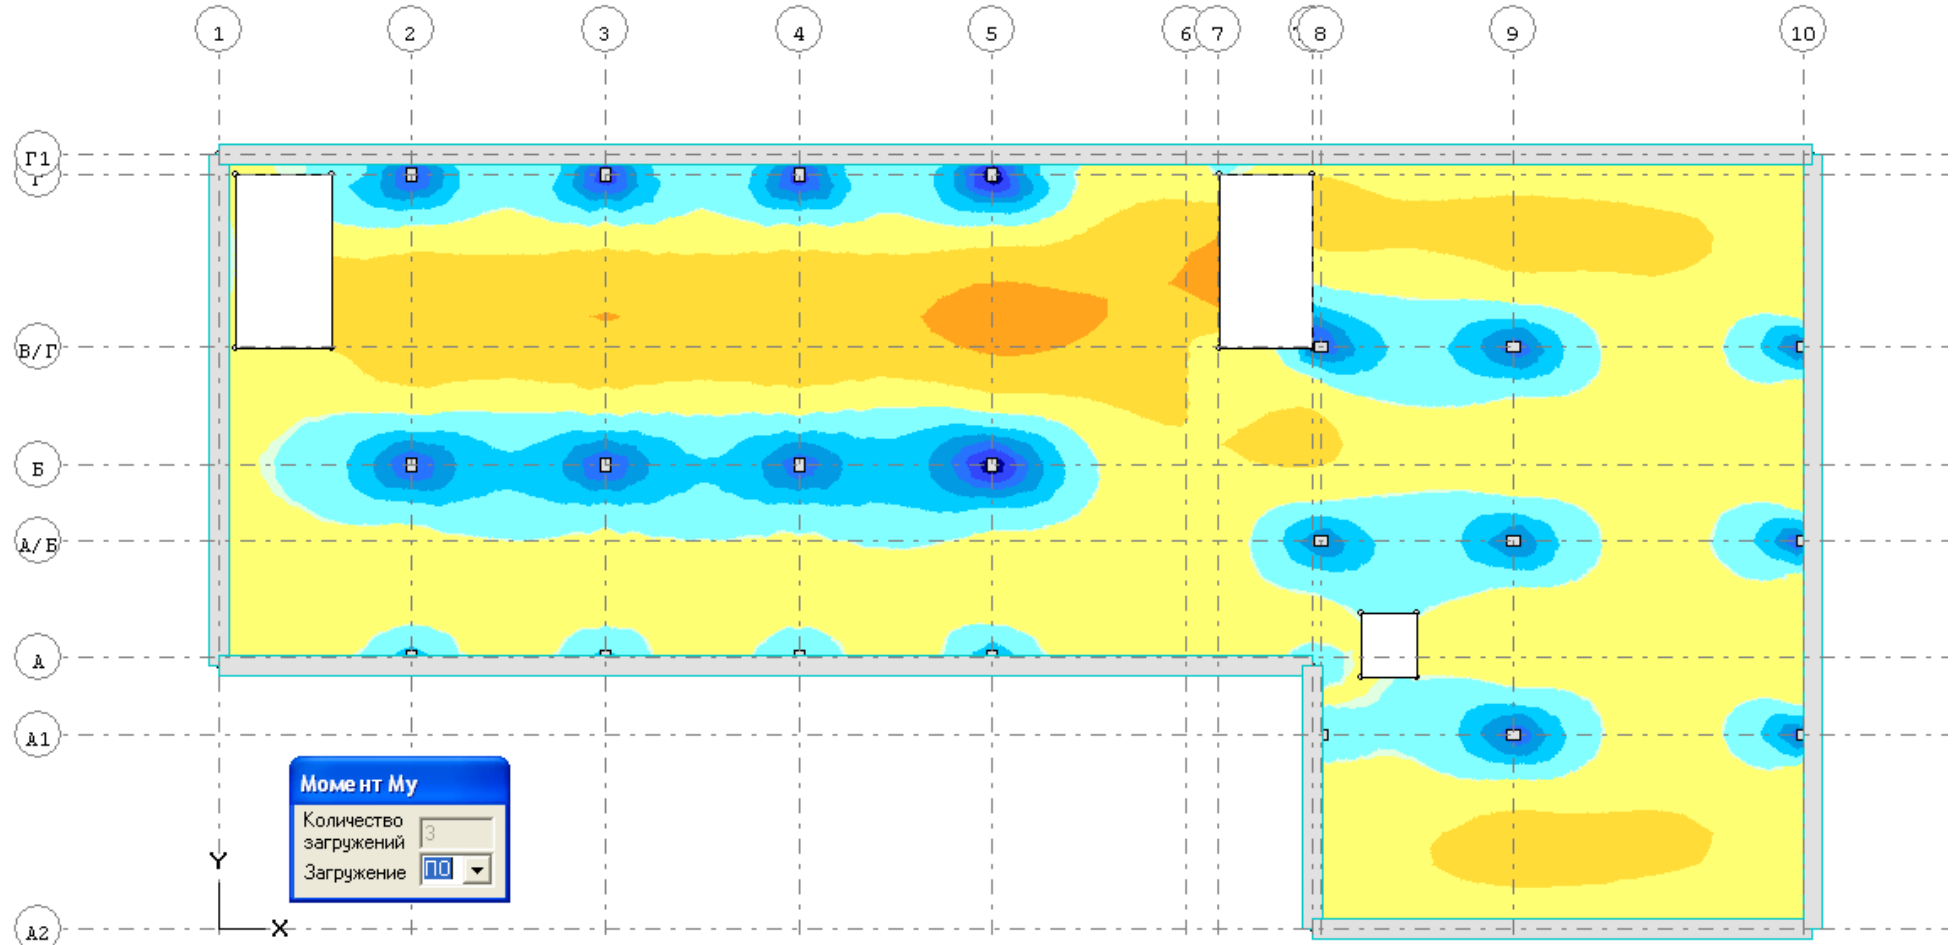 1 2 3 4 5 6 7 8 9 10
Г1
Г
В/Г
Б
А/Б
А
А1
А2
Момент My
Количество
загружений 3
Загружение ПО
Y
X